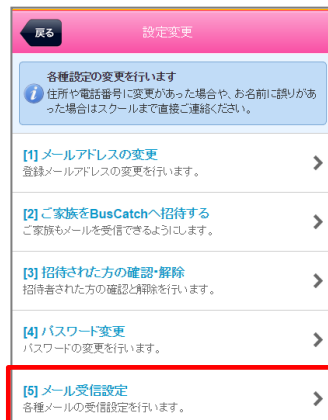 戻る
設定変更
各種設定の変更を行います
住所や電話番号に変更があった場合や、お名前に誤りがあ
った場合はスクールまで直接ご連絡ください。
[1] メールアドレスの変更
登録メールアドレスの変更を行います。
[2] ご家族をBusCatchへ招待する
ご家族もメールを受信できるようにします。
[3] 招待された方の確認・解除
招待者された方の確認と解除を行います。
[4] パスワード変更
パスワードの変更を行います。
[5] メール受信設定
各種メールの受信設定を行います。